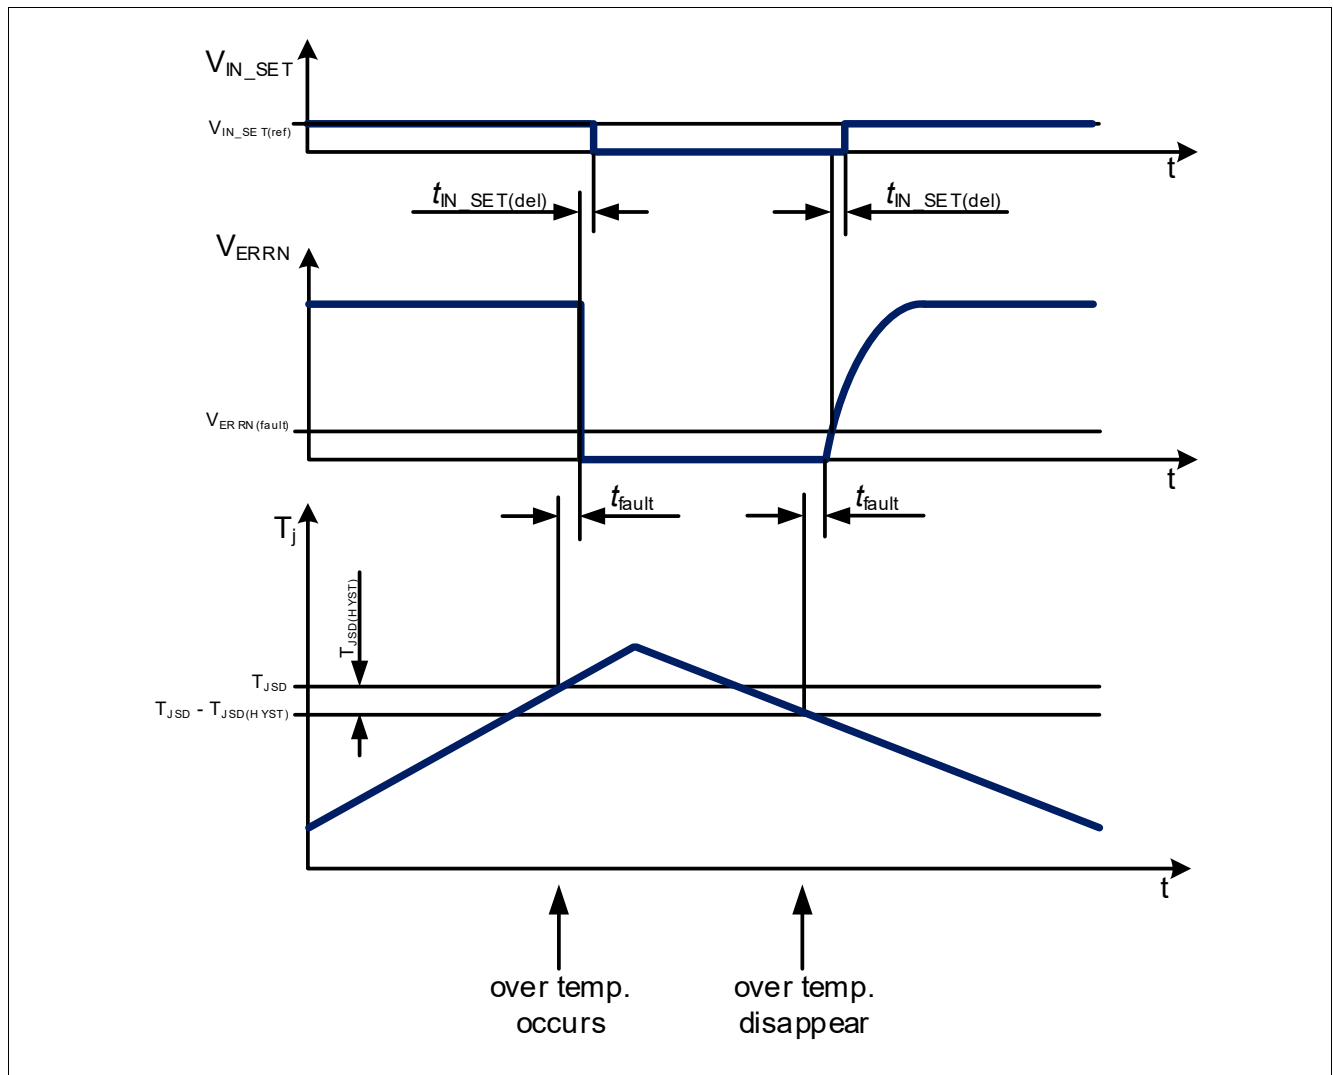 VIN_SET
VIN_SET(ref)
t
tIN_SET(del)
tIN_SET(del)
VERRN
VERRN(fault)
t
tfault
tfault
Tj
TJSD(HYST)
TJSD
TJSD - TJSD(HYST)
t
over temp.
occurs
over temp.
disappear